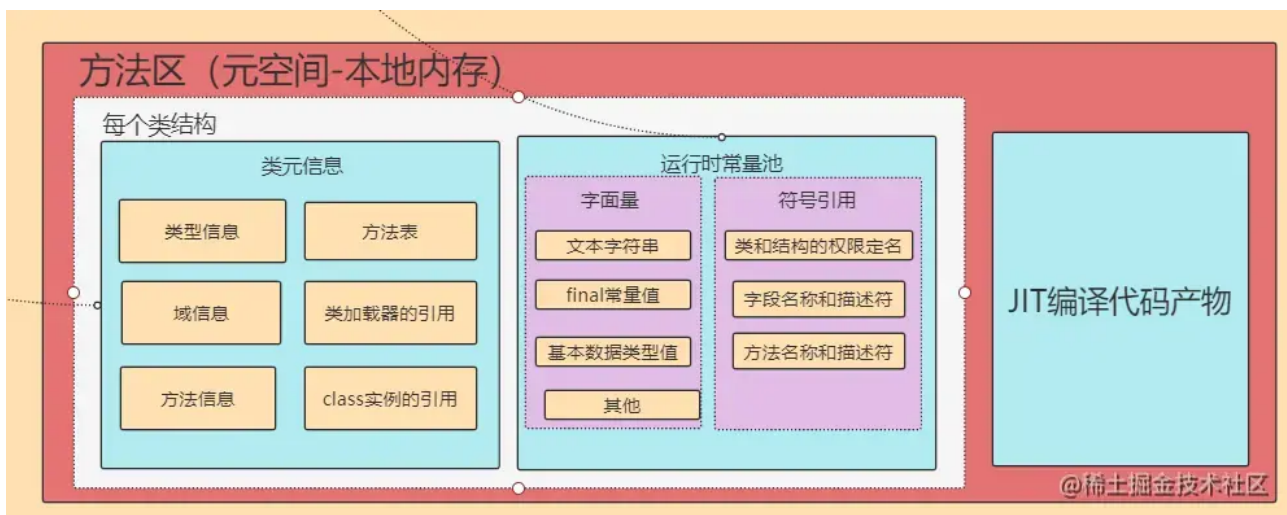 方法区（元空间-本地内存）
每个类结构
类元信息
类型信息
方法表
域信息
类加载器的引用
方法信息
class实例的引用
运行时常量池
字面量
文本字符串
final常量值
基本数据类型值
其他
符号引用
类和结构的权限定名
字段名称和描述符
方法名称和描述符
JIT编译代码产物
@稀土掘金技术社区